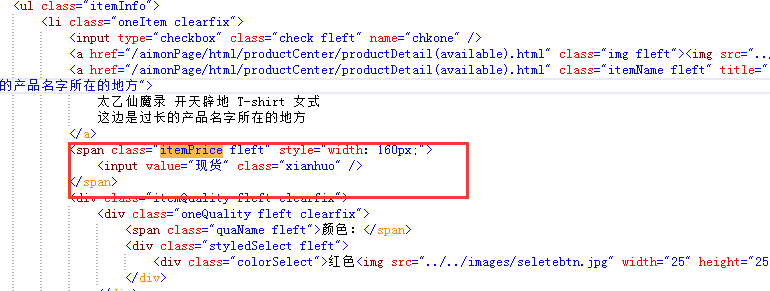 <ul class="itemInfo">
<li class="oneItem clearfix">
<input type="checkbox" class="check fleft" name="chkone" />
<a href="/aimonPage/html/productCenter/productDetail(available).html" class="img fleft"><img src="../
<a href="/aimonPage/html/productCenter/productDetail(available).html" class="itemName fleft" title="
的产品名字所在的地方">
太乙仙魔录 开天辟地 T-shirt 女式
这边是过长的产品名字所在的地方
</a>
<span class="itemPrice fleft" style="width: 160px;">
<input value="现货" class="xianhuo" />
</span>
<div class="itemQuality fleft clearfix">
<div class="oneQuality fleft clearfix">
<span class="quaName fleft">颜色：</span>
<div class="styledSelect fleft">
<div class="colorSelect">红色<img src="../../images/seletebtn.jpg" width="25" height="25
</div>